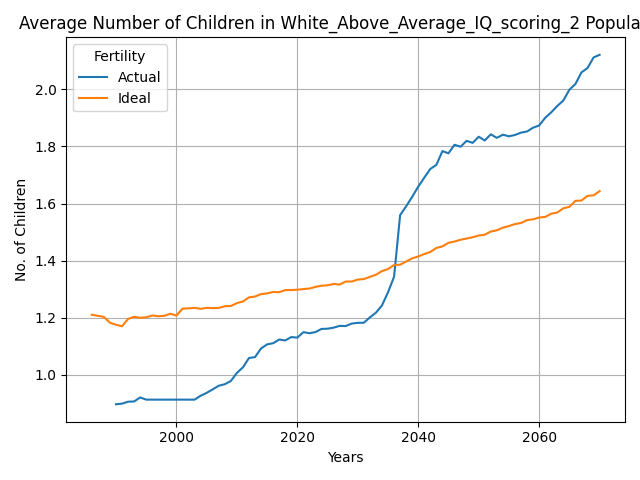 Average Number of Children in White_Above_Average_IQ_scoring_2 Popula
Fertility
Actual
Ideal
No. of Children
2.0
1.8
1.6
1.4
1.2
1.0
2000 2020 2040 2060
Years